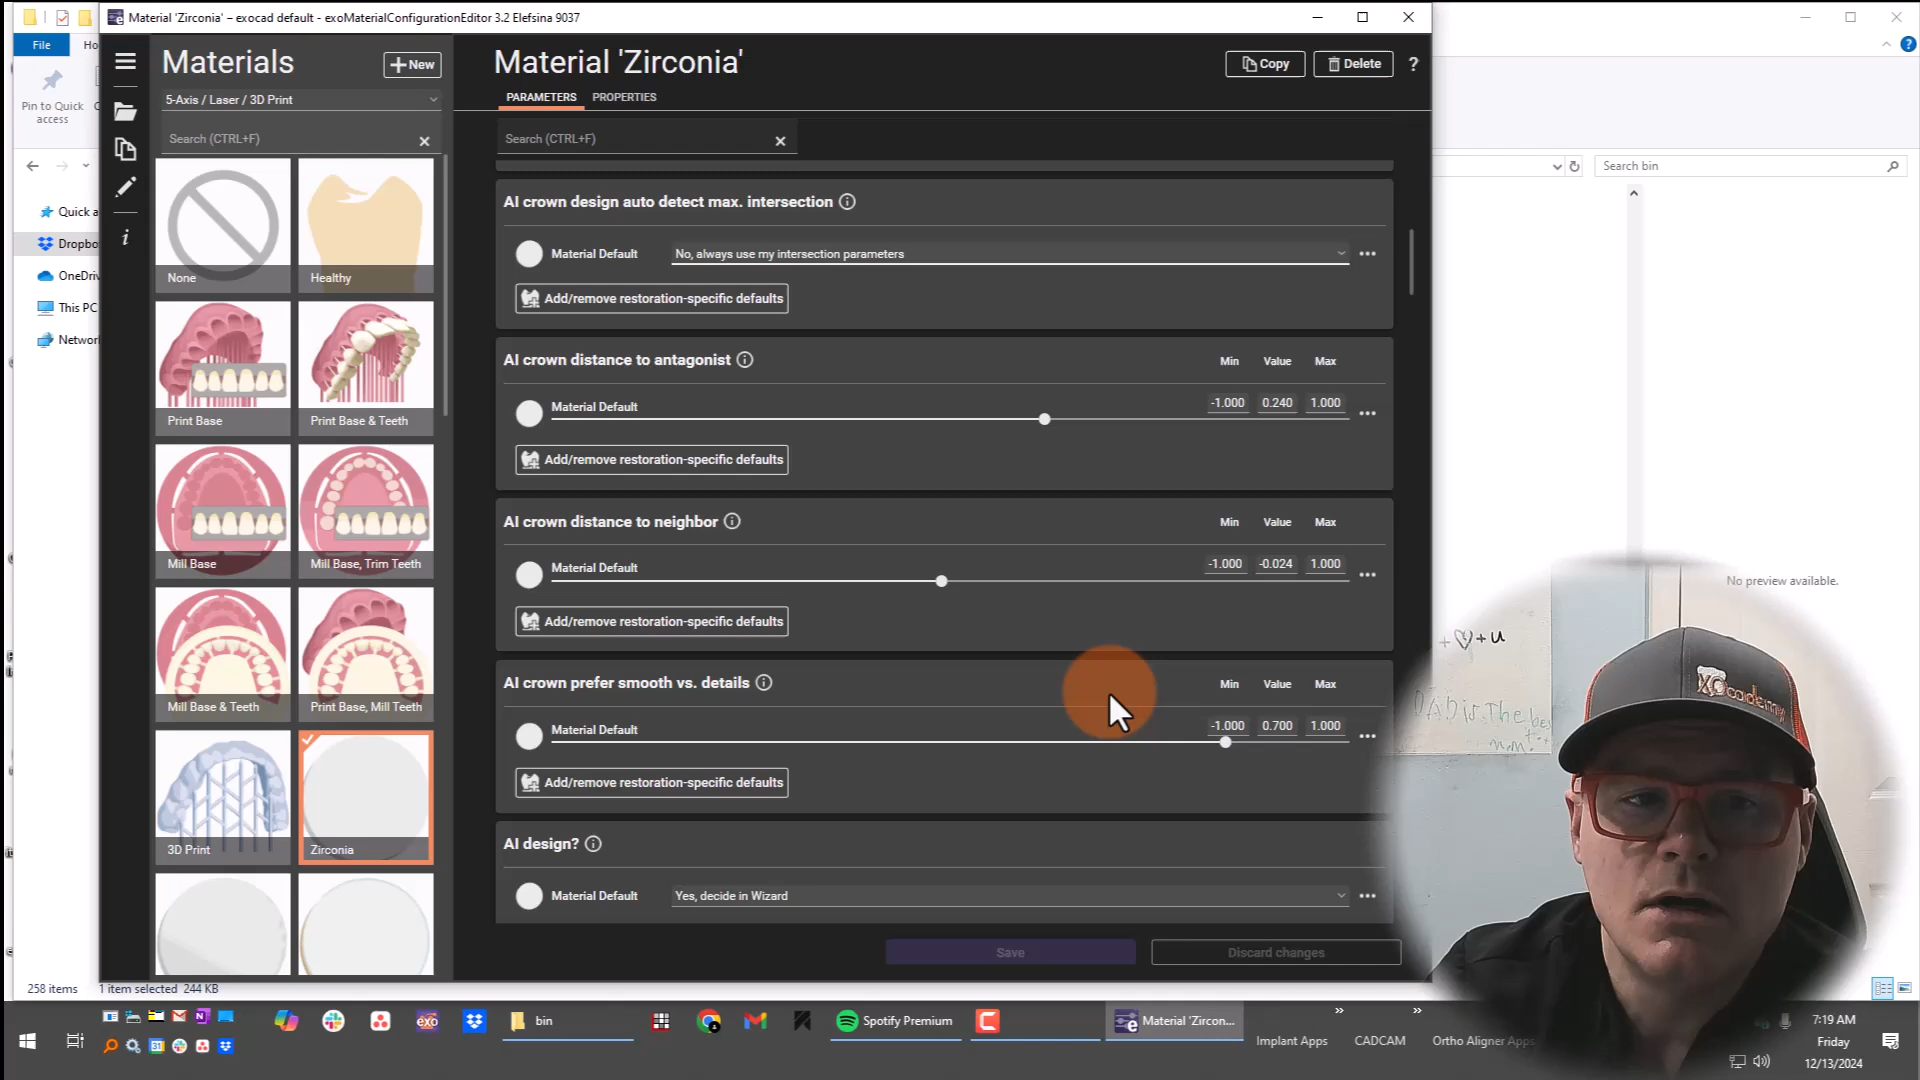 Material 'Zirconia' – exocad default - exoMaterialConfigurationEditor 3.2 Elefsina 9037
File
Ho
Pin to Quick
access
Quick a
Dropbo
OneDriv
This PC
Networ
Search bin
No preview available.
Materials
New
5-Axis / Laser / 3D Print
Search (CTRL+F)
None
Healthy
Print Base
Print Base & Teeth
Mill Base
Mill Base, Trim Teeth
Mill Base & Teeth
Print Base, Mill Teeth
3D Print
Zirconia
Material 'Zirconia'
Copy
Delete
?
PARAMETERS
PROPERTIES
Search (CTRL+F)
AI crown design auto detect max. intersection
Material Default
No, always use my intersection parameters
Add/remove restoration-specific defaults
AI crown distance to antagonist
Min Value Max
Material Default
-1.000 0.240 1.000
Add/remove restoration-specific defaults
AI crown distance to neighbor
Min Value Max
Material Default
-1.000 -0.024 1.000
Add/remove restoration-specific defaults
AI crown prefer smooth vs. details
Min Value Max
Material Default
-1.000 0.700 1.000
Add/remove restoration-specific defaults
AI design?
Material Default
Yes, decide in Wizard
Save
Discard changes
+ u
XOcademy
258 items
1 item selected 244 KB
exo
bin
Spotify Premium
Material 'Zircon...
Implant Apps
CADCAM
Ortho Aligner Apps
7:19 AM
Friday
12/13/2024